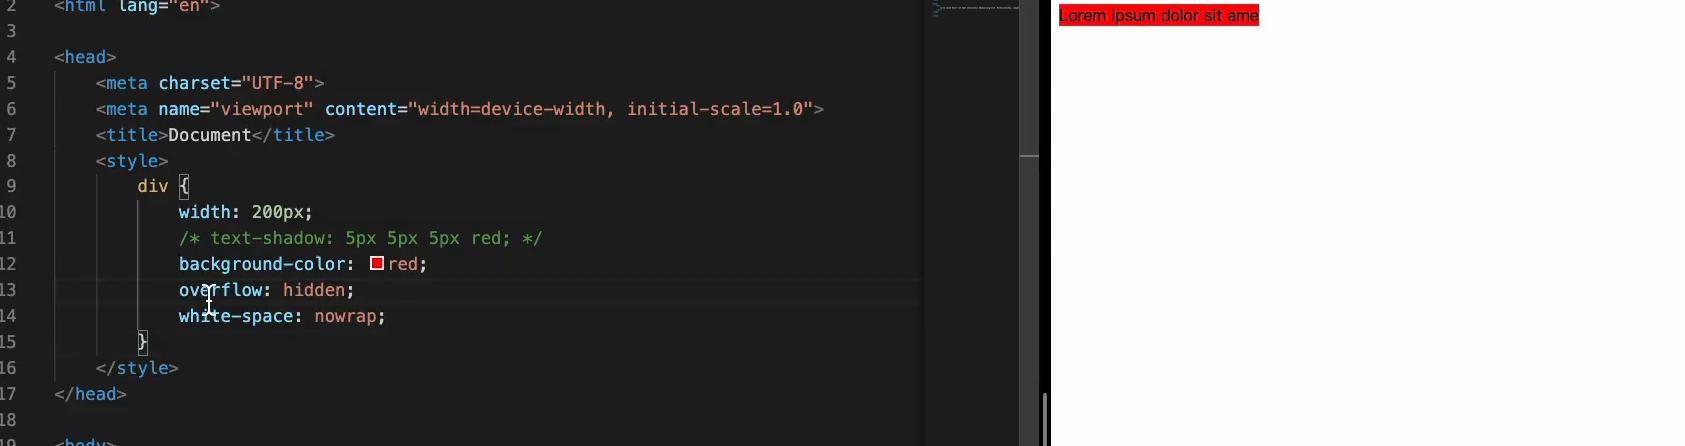 2 <html lang="en">
3
4 <head>
5 <meta charset="UTF-8">
6 <meta name="viewport" content="width=device-width, initial-scale=1.0">
7 <title>Document</title>
8 <style>
9 div {
10 width: 200px;
11 /* text-shadow: 5px 5px 5px red; */
12 background-color: red;
13 overflow: hidden;
14 white-space: nowrap;
15 }
16 </style>
17 </head>
18
19 <body>
Lorem ipsum dolor sit ame